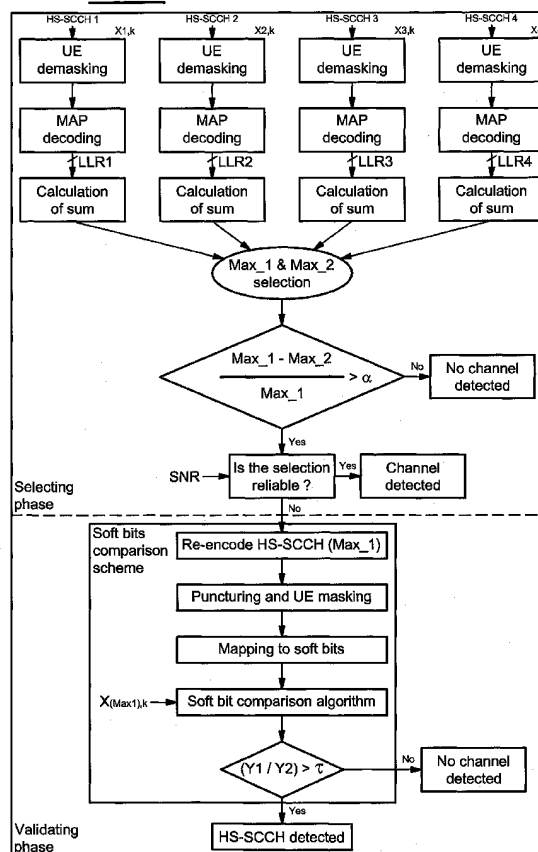 HS-SCCH 1
X1,k
HS-SCCH 2
X2,k
HS-SCCH 3
X3,k
HS-SCCH 4
UE
demasking
UE
demasking
UE
demasking
UE
demasking
MAP
decoding
MAP
decoding
MAP
decoding
MAP
decoding
LLR1
LLR2
LLR3
LLR4
Calculation
of sum
Calculation
of sum
Calculation
of sum
Calculation
of sum
Max_1 & Max_2
selection
Max_1 - Max_2
Max_1
> α
No
No channel
detected
Yes
SNR
Is the selection
reliable ?
Yes
Channel
detected
Selecting
phase
No
Soft bits
comparison
scheme
Re-encode HS-SCCH (Max_1)
Puncturing and UE masking
Mapping to soft bits
X(Max1),k
Soft bit comparison algorithm
(Y1 / Y2) > τ
No
No channel
detected
Yes
HS-SCCH detected
Validating
phase